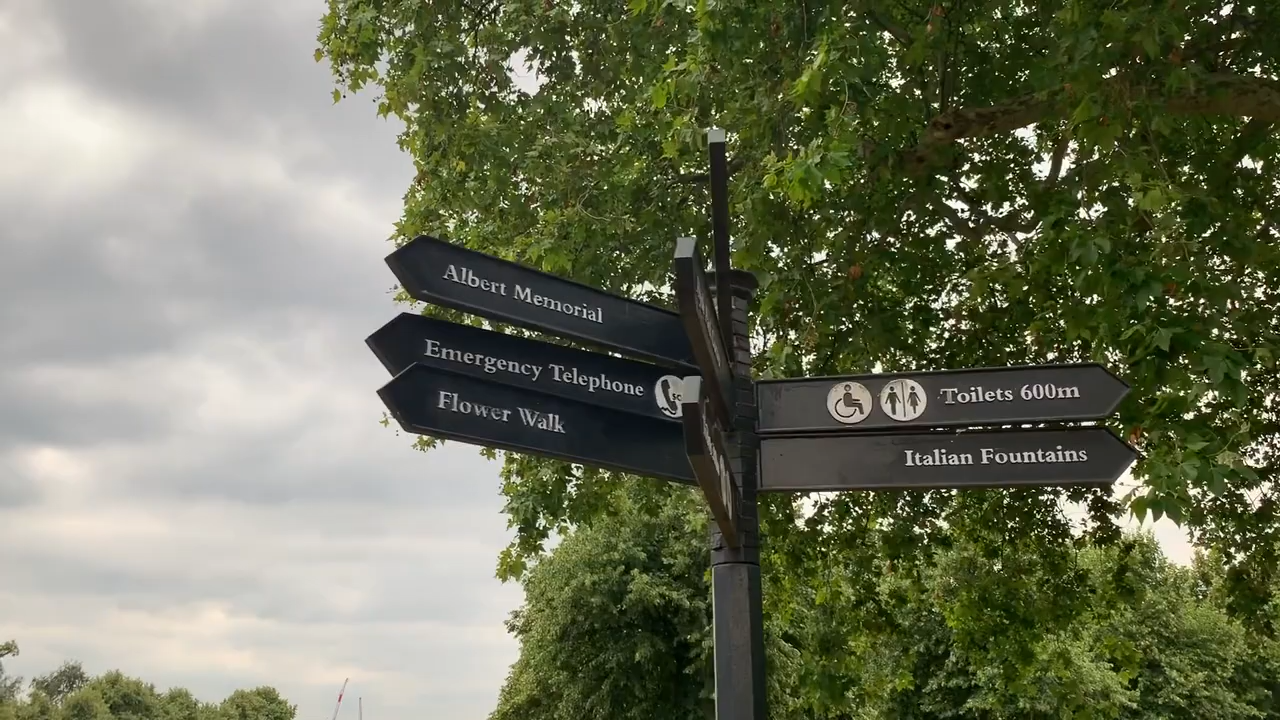 Albert Memorial
Emergency Telephone
Flower Walk
Toilets 600m
Italian Fountains